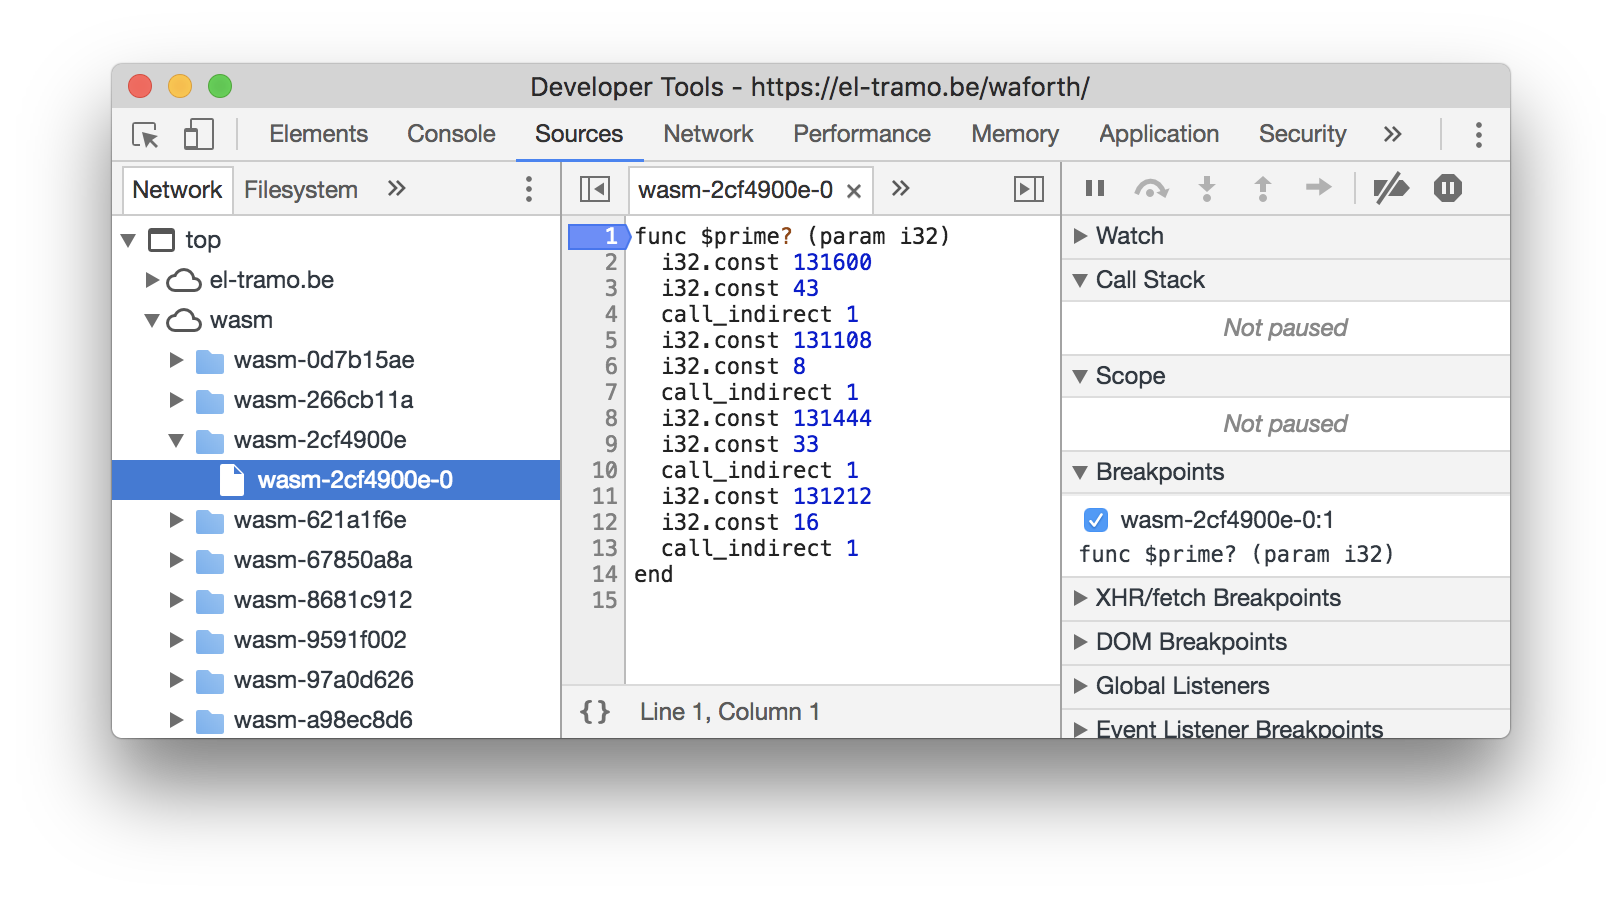 Developer Tools - https://el-tramo.be/waforth/
Elements Console Sources Network Performance Memory Application Security »
Network Filesystem »
top
el-tramo.be
wasm
wasm-0d7b15ae
wasm-266cb11a
wasm-2cf4900e
wasm-2cf4900e-0
wasm-621a1f6e
wasm-67850a8a
wasm-8681c912
wasm-9591f002
wasm-97a0d626
wasm-a98ec8d6
wasm-2cf4900e-0 × »
1 func $prime? (param i32)
2 i32.const 131600
3 i32.const 43
4 call_indirect 1
5 i32.const 131108
6 i32.const 8
7 call_indirect 1
8 i32.const 131444
9 i32.const 33
10 call_indirect 1
11 i32.const 131212
12 i32.const 16
13 call_indirect 1
14 end
15
{} Line 1, Column 1
Watch
Call Stack
Not paused
Scope
Not paused
Breakpoints
wasm-2cf4900e-0:1
func $prime? (param i32)
XHR/fetch Breakpoints
DOM Breakpoints
Global Listeners
Event Listener Breakpoints